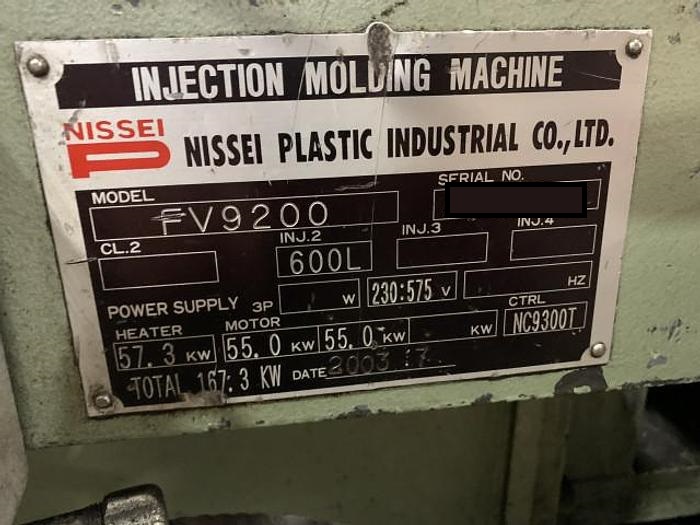 INJECTION MOLDING MACHINE
NISSEI
NISSEI PLASTIC INDUSTRIAL CO., LTD.
MODEL FV9200 SERIAL NO.
CL.2 INJ.2 600L INJ.3 INJ.4
POWER SUPPLY 3P W 230:575 V HZ
HEATER 57.3 KW MOTOR 55.0 KW 55.0 KW KW CTRL NC9300T
TOTAL 167.3 KW DATE 2003.7